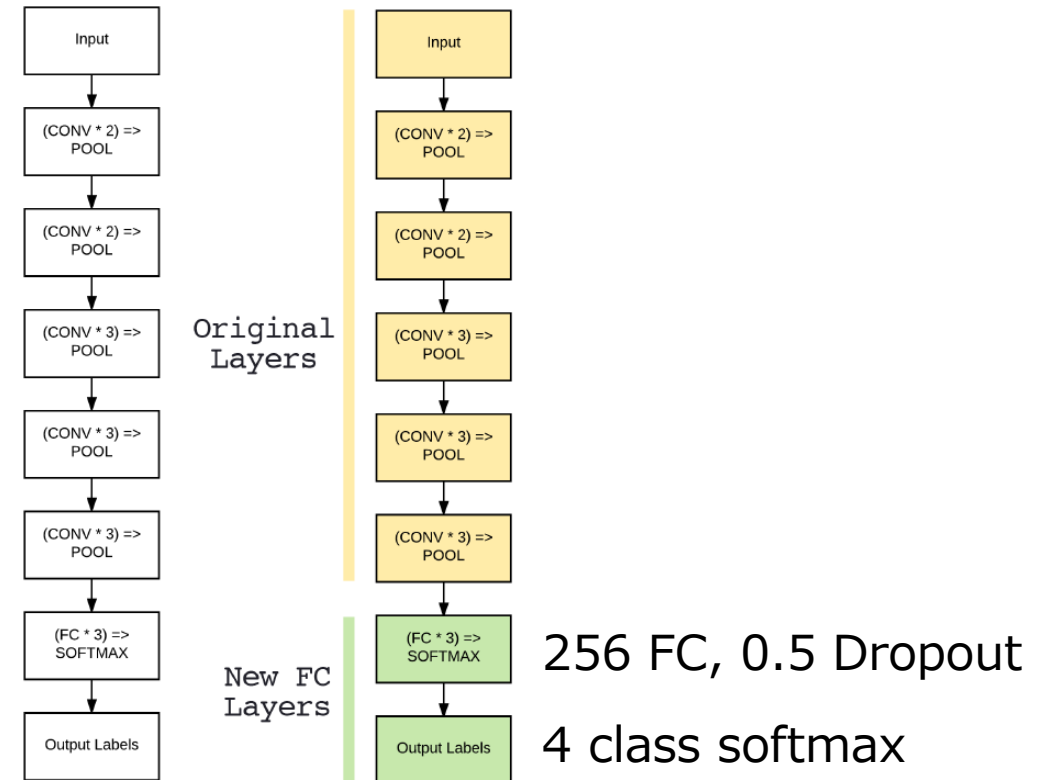 Input
(CONV * 2) =>
POOL
(CONV * 2) =>
POOL
(CONV * 3) =>
POOL
(CONV * 3) =>
POOL
(CONV * 3) =>
POOL
(FC * 3) =>
SOFTMAX
Output Labels
Original
Layers
New FC
Layers
Input
(CONV * 2) =>
POOL
(CONV * 2) =>
POOL
(CONV * 3) =>
POOL
(CONV * 3) =>
POOL
(CONV * 3) =>
POOL
(FC * 3) =>
SOFTMAX
Output Labels
256 FC, 0.5 Dropout
4 class softmax